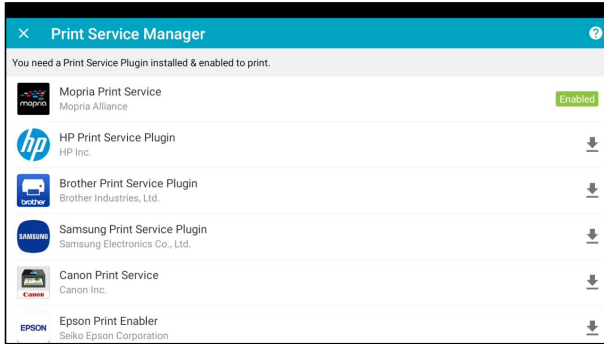 Print Service Manager
?
You need a Print Service Plugin installed & enabled to print.
Mopria Print Service
Mopria Alliance
mopria
Enabled
HP Print Service Plugin
HP Inc.
hp
Brother Print Service Plugin
Brother Industries, Ltd.
brother
Samsung Print Service Plugin
Samsung Electronics Co., Ltd.
SAMSUNG
Canon Print Service
Canon Inc.
Canon
Epson Print Enabler
Seiko Epson Corporation
EPSON